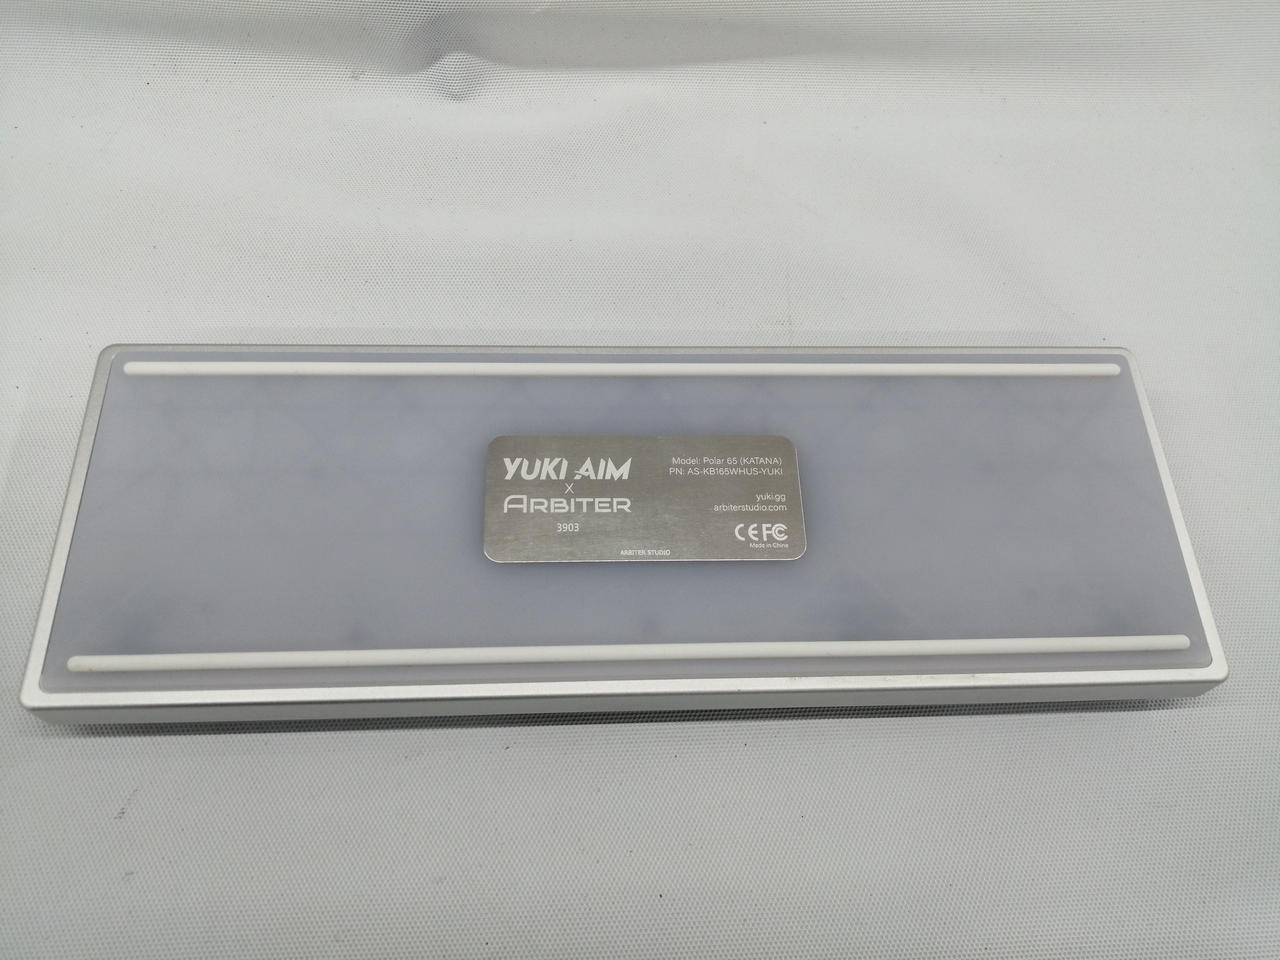 YUKI AIM
X
ARBITER
3903
Model: Polar 65 (KATANA)
PN: AS-KB165WHUS-YUKI
yuki.gg
arbiterstudio.com
CE FC
Made in China
ARBITER STUDIO